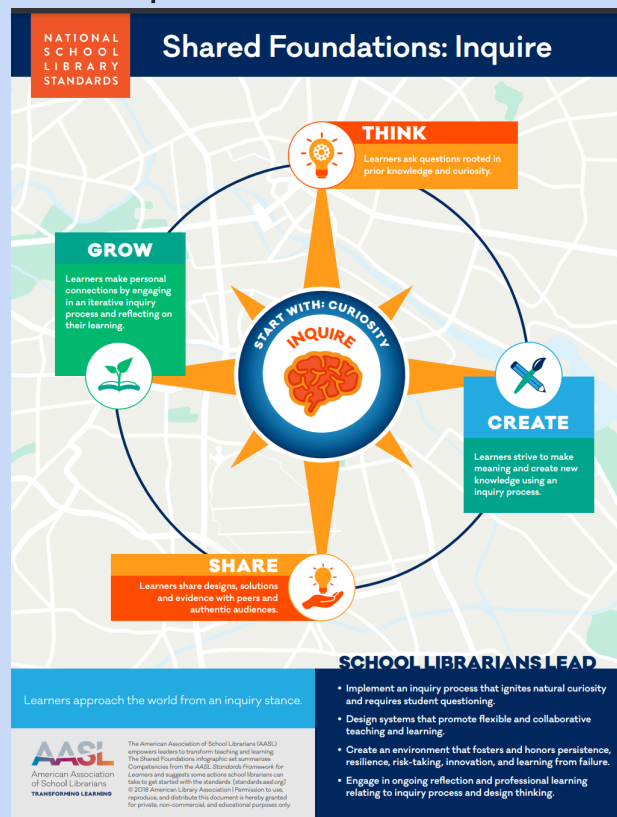 NATIONAL
SCHOOL
LIBRARY
STANDARDS
Shared Foundations: Inquire
THINK
Learners ask questions rooted in
prior knowledge and curiosity.
GROW
Learners make personal
connections by engaging
in an iterative inquiry
process and reflecting on
their learning.
START WITH: CURIOSITY
INQUIRE
CREATE
Learners strive to make
meaning and create new
knowledge using an
inquiry process.
SHARE
Learners share designs, solutions
and evidence with peers and
authentic audiences.
Learners approach the world from an inquiry stance.
SCHOOL LIBRARIANS LEAD
• Implement an inquiry process that ignites natural curiosity
and requires student questioning.
• Design systems that promote flexible and collaborative
teaching and learning.
• Create an environment that fosters and honors persistence,
resilience, risk-taking, innovation, and learning from failure.
• Engage in ongoing reflection and professional learning
relating to inquiry process and design thinking.
AASL
American Association
of School Librarians
TRANSFORMING LEARNING
The American Association of School Librarians (AASL)
empowers leaders to transform teaching and learning.
The Shared Foundations infographic set summarizes
Competencies from the AASL Standards Framework for
Learners and suggests some actions school librarians can
take to get started with the standards. [standards.aasl.org]
© 2018 American Library Association | Permission to use,
reproduce, and distribute this document is hereby granted
for private, non-commercial, and educational purposes only.